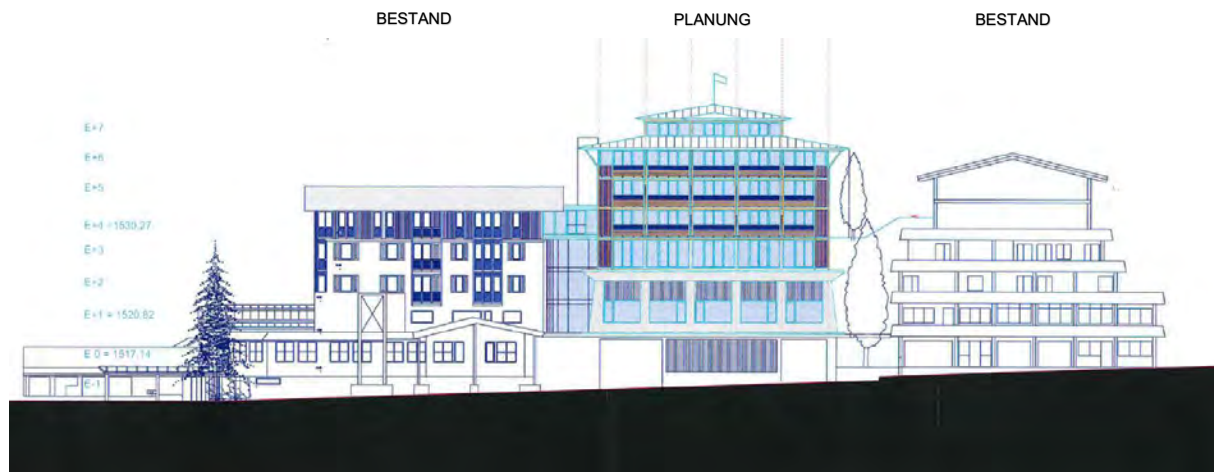 BESTAND PLANUNG BESTAND
E+7
E+6
E+5
E+4 =1530,27
E+3
E+2
E+1 = 1520,82
E 0 = 1517,14
E-1